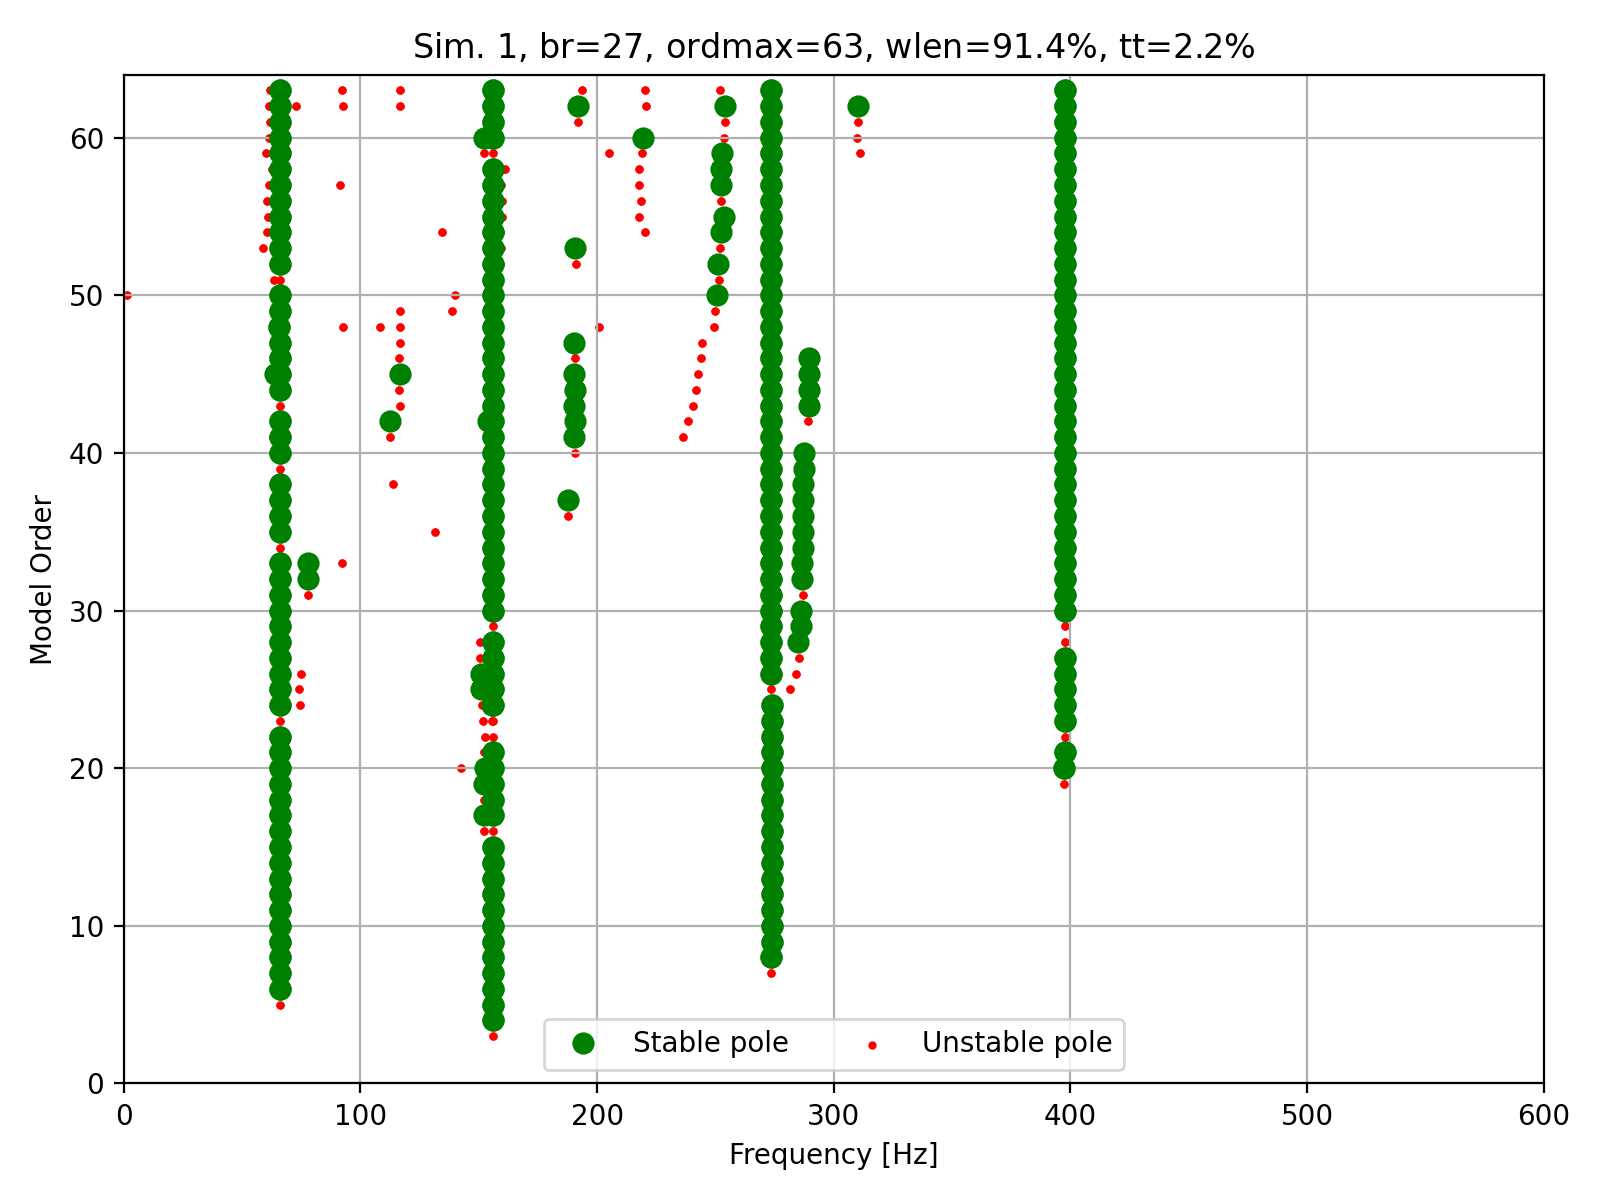 Sim. 1, br=27, ordmax=63, wlen=91.4%, tt=2.2%
Model Order
60
50
40
30
20
10
0
Stable pole
Unstable pole
0
100
200
300
400
500
600
Frequency [Hz]